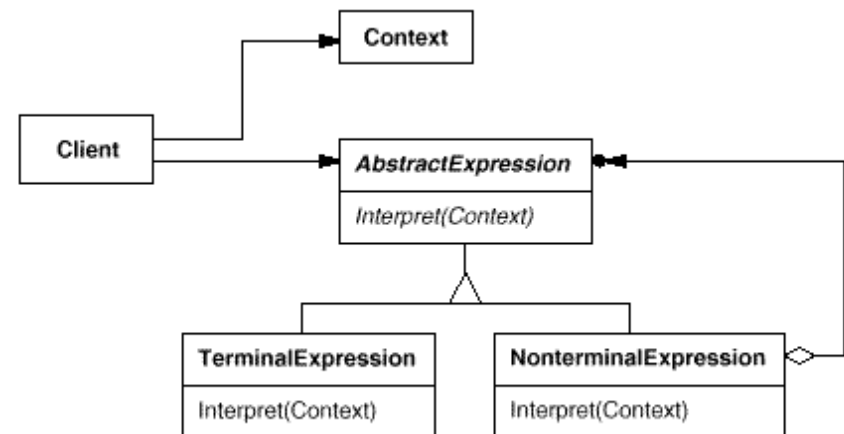 Context
Client
AbstractExpression
Interpret(Context)
TerminalExpression
Interpret(Context)
NonterminalExpression
Interpret(Context)